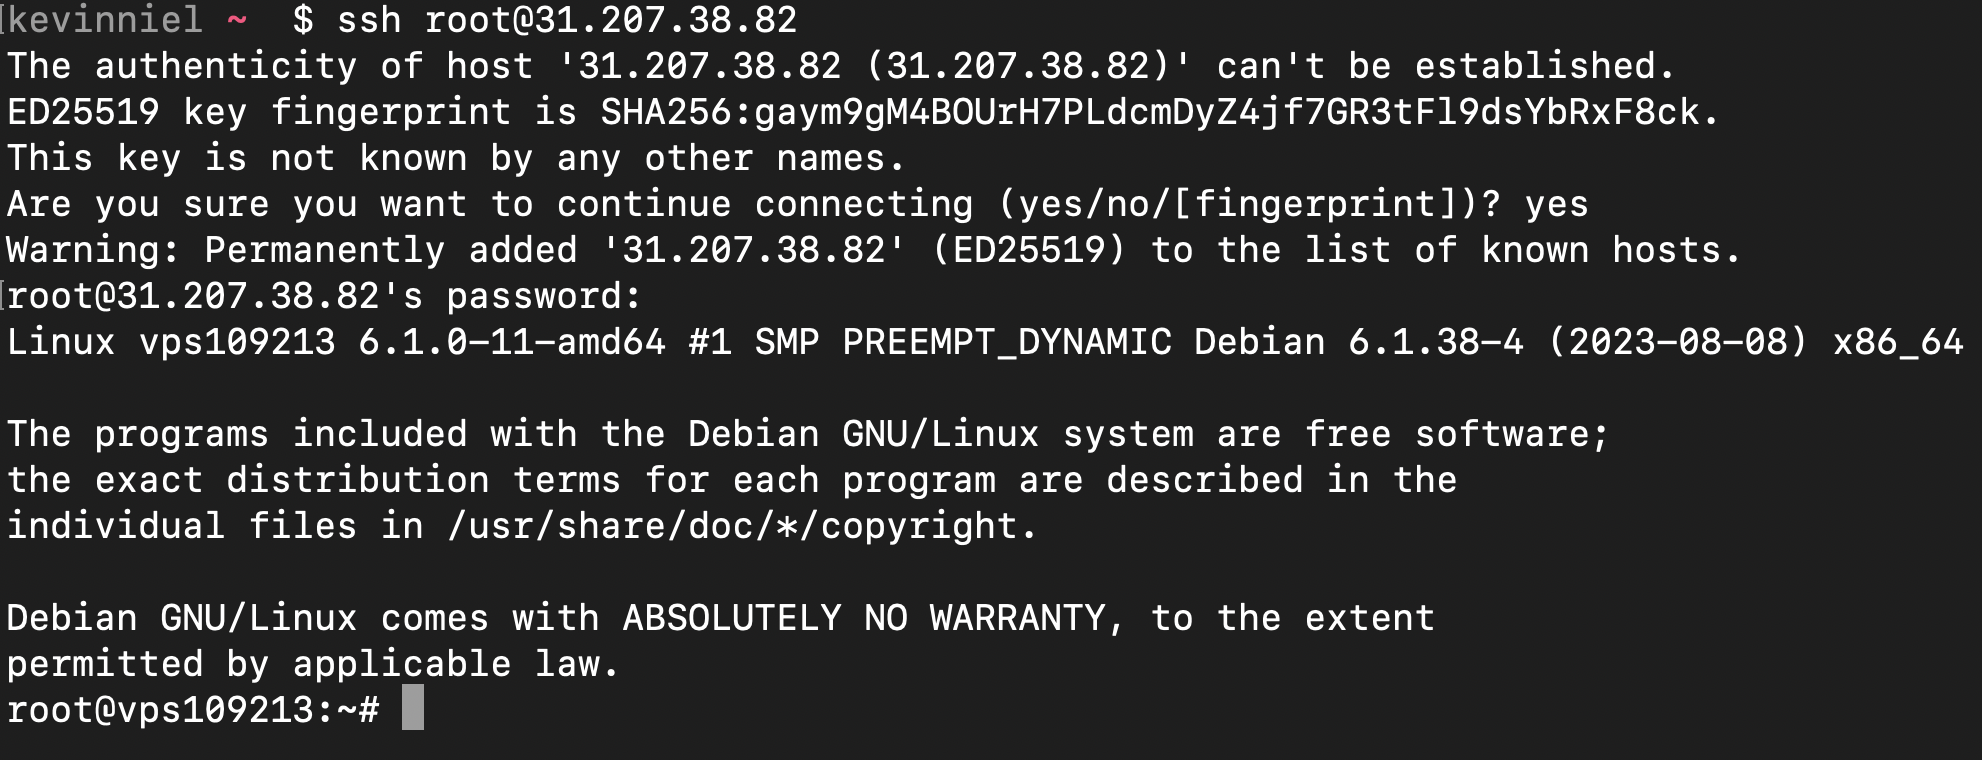 [kevinniel ~  $ ssh root@31.207.38.82
The authenticity of host '31.207.38.82 (31.207.38.82)' can't be established.
ED25519 key fingerprint is SHA256:gaym9gM4BOUrH7PLdcmDyZ4jf7GR3tFl9dsYbRxF8ck.
This key is not known by any other names.
Are you sure you want to continue connecting (yes/no/[fingerprint])? yes
Warning: Permanently added '31.207.38.82' (ED25519) to the list of known hosts.
[root@31.207.38.82's password:
Linux vps109213 6.1.0-11-amd64 #1 SMP PREEMPT_DYNAMIC Debian 6.1.38-4 (2023-08-08) x86_64

The programs included with the Debian GNU/Linux system are free software;
the exact distribution terms for each program are described in the
individual files in /usr/share/doc/*/copyright.

Debian GNU/Linux comes with ABSOLUTELY NO WARRANTY, to the extent
permitted by applicable law.
root@vps109213:~#